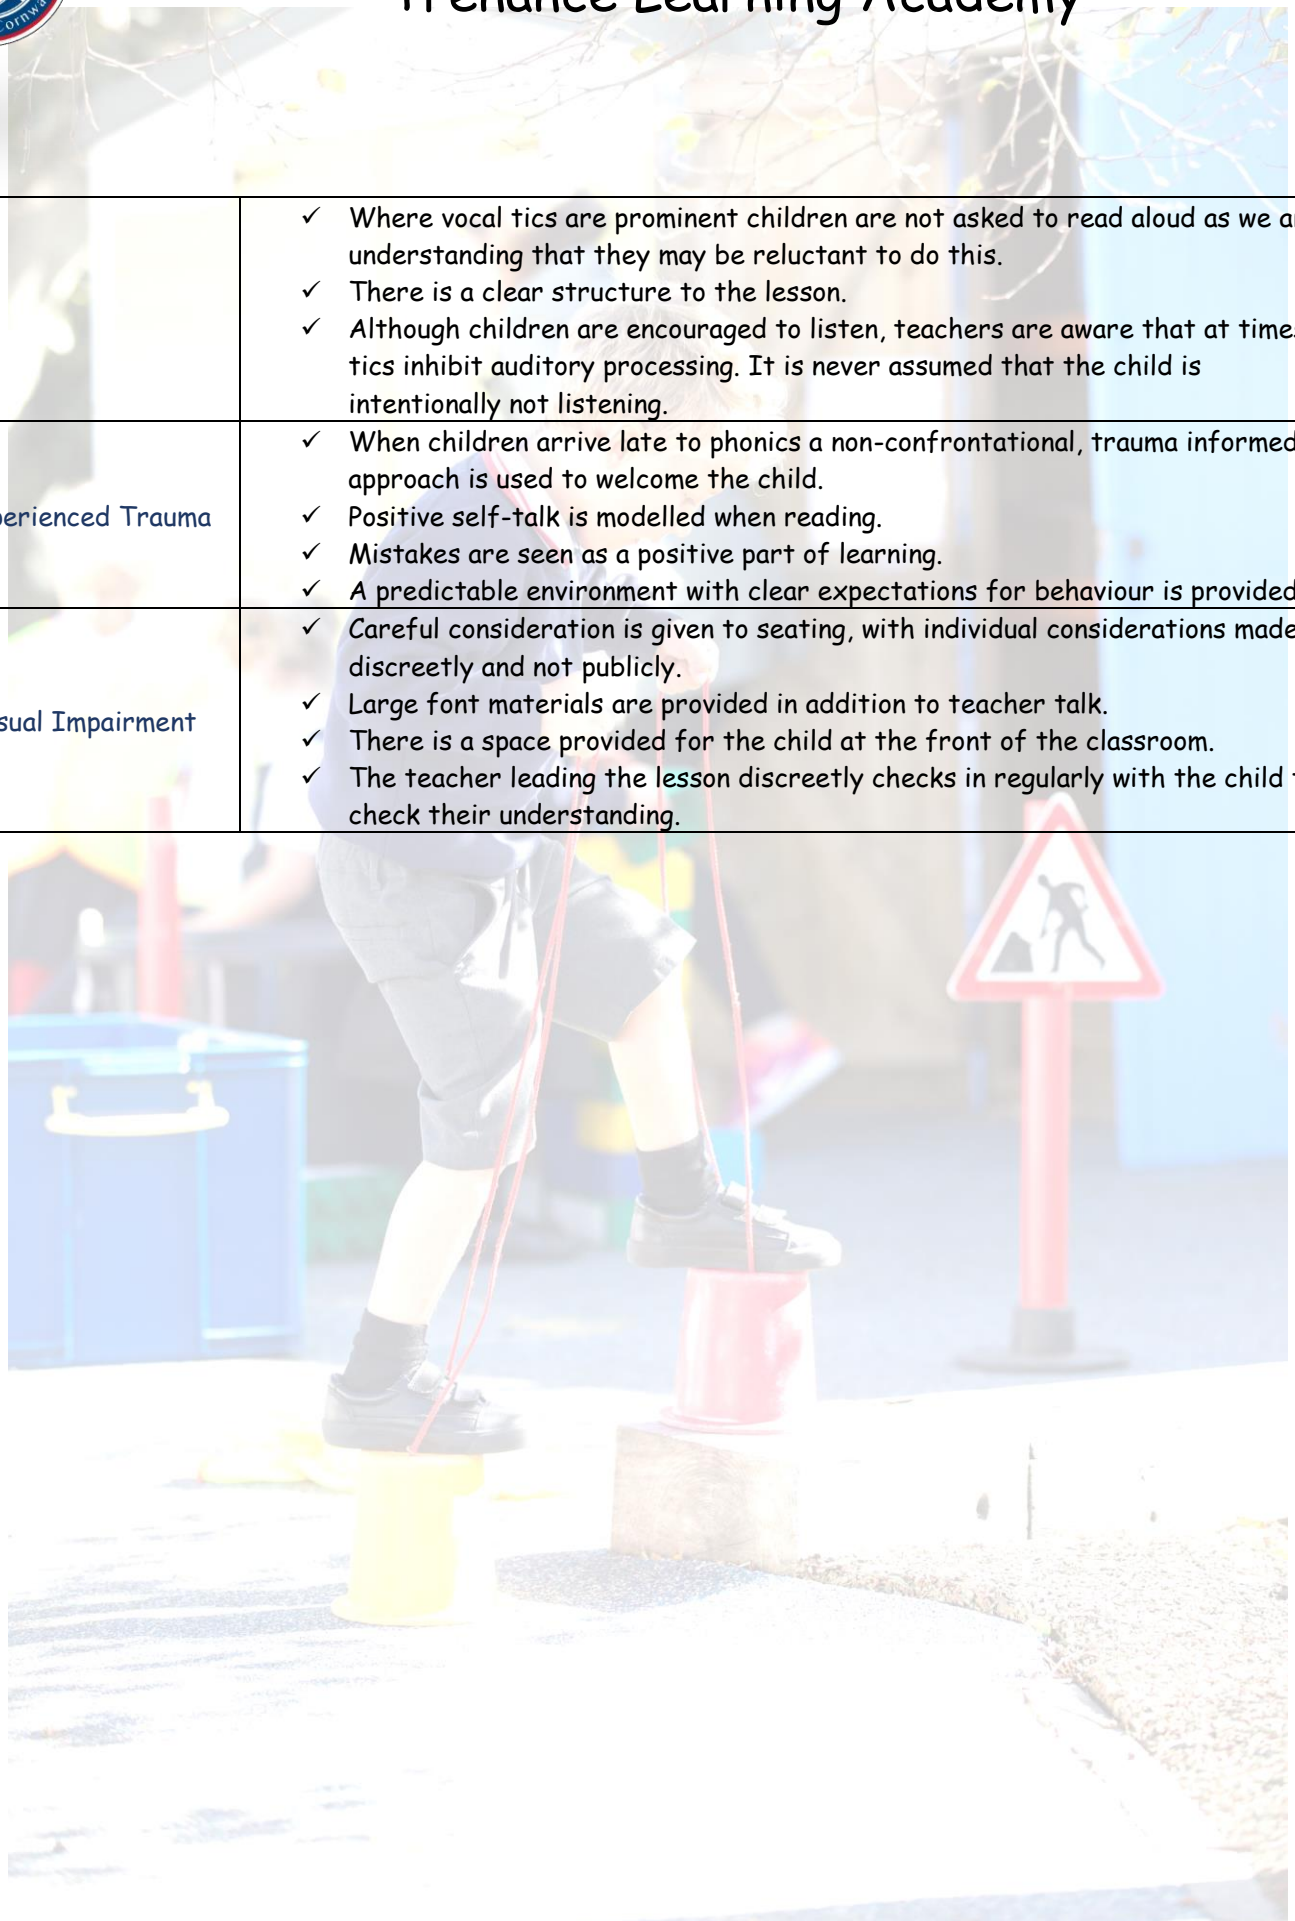 Cornwa
Trenance Learning Academy
✓ Where vocal tics are prominent children are not asked to read aloud as we a
understanding that they may be reluctant to do this.
✓ There is a clear structure to the lesson.
✓ Although children are encouraged to listen, teachers are aware that at times
tics inhibit auditory processing. It is never assumed that the child is
intentionally not listening.
perienced Trauma
✓ When children arrive late to phonics a non-confrontational, trauma informed
approach is used to welcome the child.
✓ Positive self-talk is modelled when reading.
✓ Mistakes are seen as a positive part of learning.
✓ A predictable environment with clear expectations for behaviour is provided
sual Impairment
✓ Careful consideration is given to seating, with individual considerations made
discreetly and not publicly.
✓ Large font materials are provided in addition to teacher talk.
✓ There is a space provided for the child at the front of the classroom.
✓ The teacher leading the lesson discreetly checks in regularly with the child t
check their understanding.